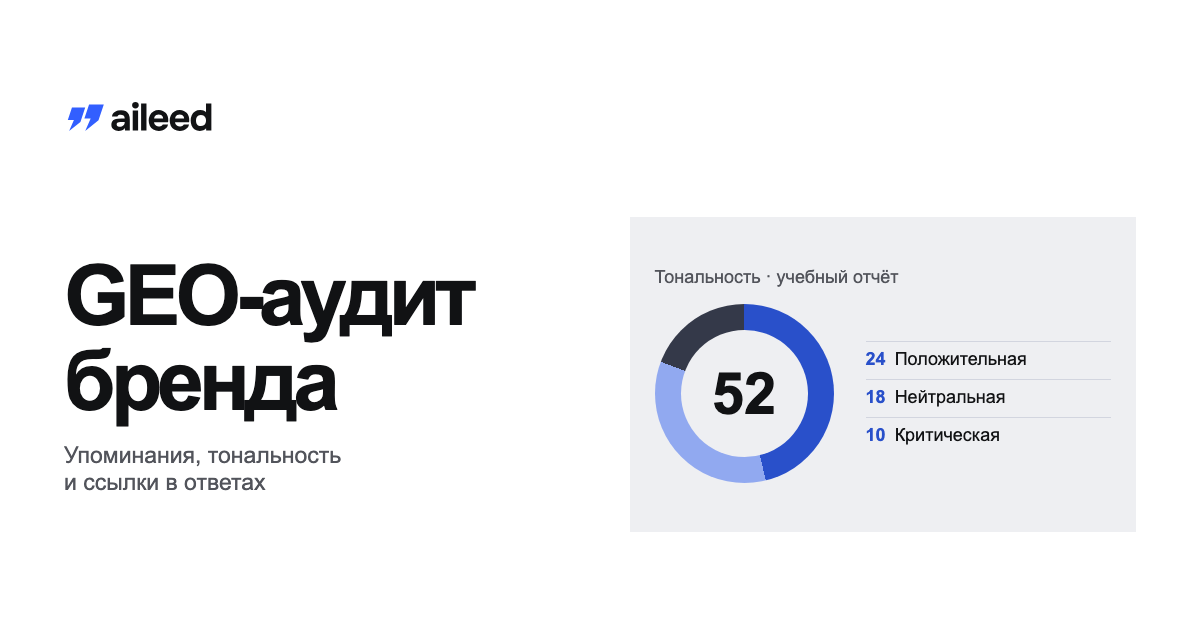 aileed
GEO-аудит
бренда
Упоминания, тональность
и ссылки в ответах
Тональность · учебный отчёт
52
24 Положительная
18 Нейтральная
10 Критическая